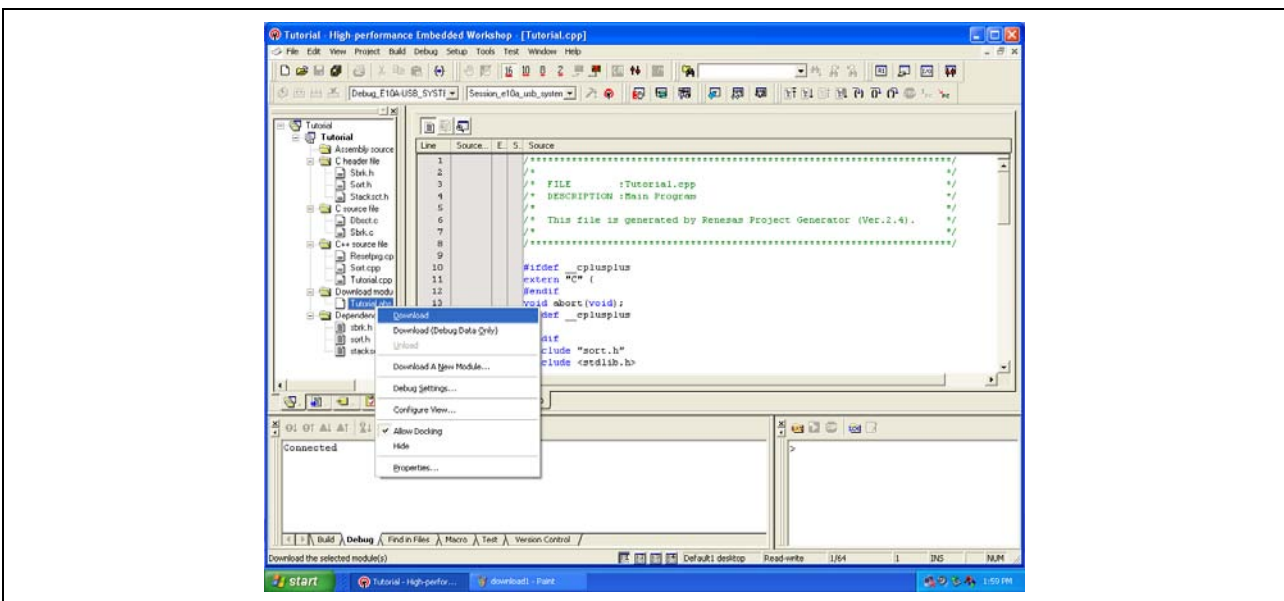 Tutorial - High-performance Embedded Workshop - [Tutorial.cpp]
File Edit View Project Build Debug Setup Tools Test Window Help
Debug_E10A-USB_SYSTE Session_e10a_usb_system
Tutorial
Tutorial
Assembly source
C header file
Sbrk.h
Sort.h
Stacksct.h
C source file
Dbsct.c
Sbrk.c
C++ source file
Resetprg.cp
Sort.cpp
Tutorial.cpp
Download modu
Tutorial.abs
Dependenc
sbrk.h
sort.h
stacks
Line Source... E.. S.. Source
1 /****************************************************************************/
2 /* */
3 /* FILE :Tutorial.cpp */
4 /* DESCRIPTION :Main Program */
5 /* */
6 /* This file is generated by Renesas Project Generator (Ver.2.4). */
7 /* */
8 /****************************************************************************/
9
10 #ifdef __cplusplus
11 extern "C" {
12 #endif
13 void abort(void);
def __cplusplus
dif
clude "sort.h"
clude <stdlib.h>
Download
Download (Debug Data Only)
Unload
Download A New Module...
Debug Settings...
Configure View...
Allow Docking
Hide
Properties...
Connected
>
Build Debug Find in Files Macro Test Version Control
Download the selected module(s) Default1 desktop Read-write 1/64 1 INS NUM
start Tutorial - High-perfor... download1 - Paint 1:59 PM